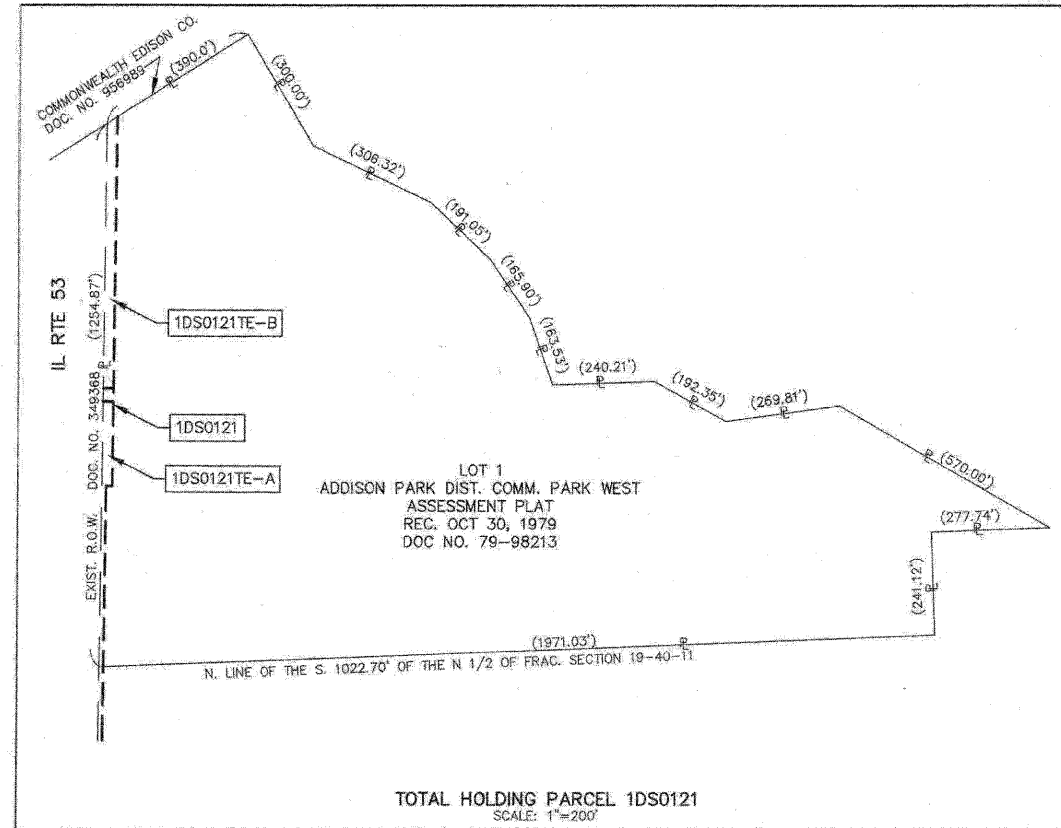 COMMONWEALTH EDISON CO.
DOC. NO. 956989
(390.0')
(300.00')
(306.32')
(191.05')
(165.90')
(163.53')
(240.21')
(192.35')
(269.81')
(570.00')
(277.74')
(241.12')
IL RTE 53
(1254.87')
1DS0121TE-B
1DS0121
1DS0121TE-A
EXIST. R.O.W. DOC. NO. 349368
LOT 1
ADDISON PARK DIST. COMM. PARK WEST
ASSESSMENT PLAT
REC. OCT 30, 1979
DOC NO. 79-98213
(1971.03')
N. LINE OF THE S. 1022.70' OF THE N 1/2 OF FRAC. SECTION 19-40-11
TOTAL HOLDING PARCEL 1DS0121
SCALE: 1"=200'